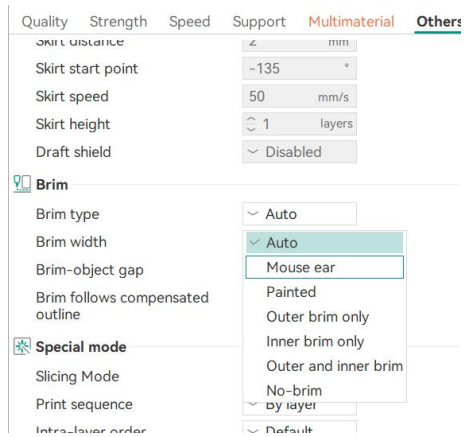 Quality Strength Speed Support Multimaterial Others
Skirt distance 2 mm
Skirt start point -135 °
Skirt speed 50 mm/s
Skirt height 1 layers
Draft shield Disabled
Brim
Brim type Auto
Brim width Auto
Brim-object gap Mouse ear
Painted
Brim follows compensated
outline Outer brim only
Inner brim only
Special mode
Outer and inner brim
Slicing Mode
No-brim
Print sequence By layer
Intra-layer order Default